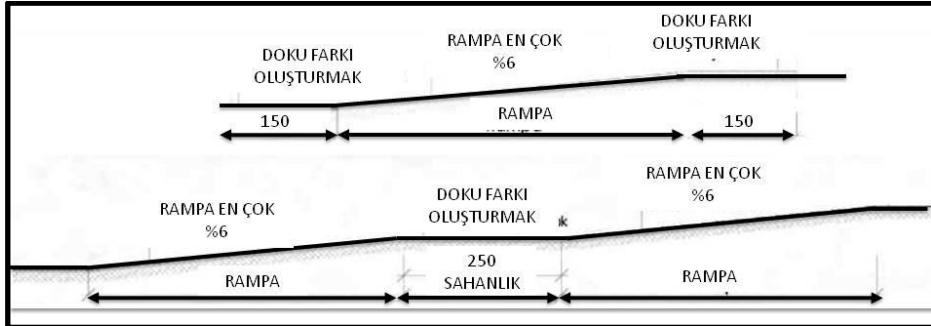 DOKU FARKI
OLUŞTURMAK
RAMPA EN ÇOK
%6
DOKU FARKI
OLUŞTURMAK
150
RAMPA
150
RAMPA EN ÇOK
%6
DOKU FARKI
OLUŞTURMAK
ık
RAMPA EN ÇOK
%6
RAMPA
250
SAHANLIK
RAMPA